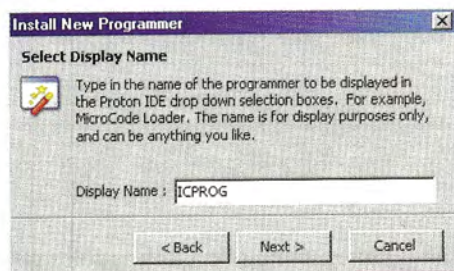 Install New Programmer
Select Display Name
Type in the name of the programmer to be displayed in
the Proton IDE drop down selection boxes. For example,
MicroCode Loader. The name is for display purposes only,
and can be anything you like.
Display Name : ICPROG
< Back
Next >
Cancel